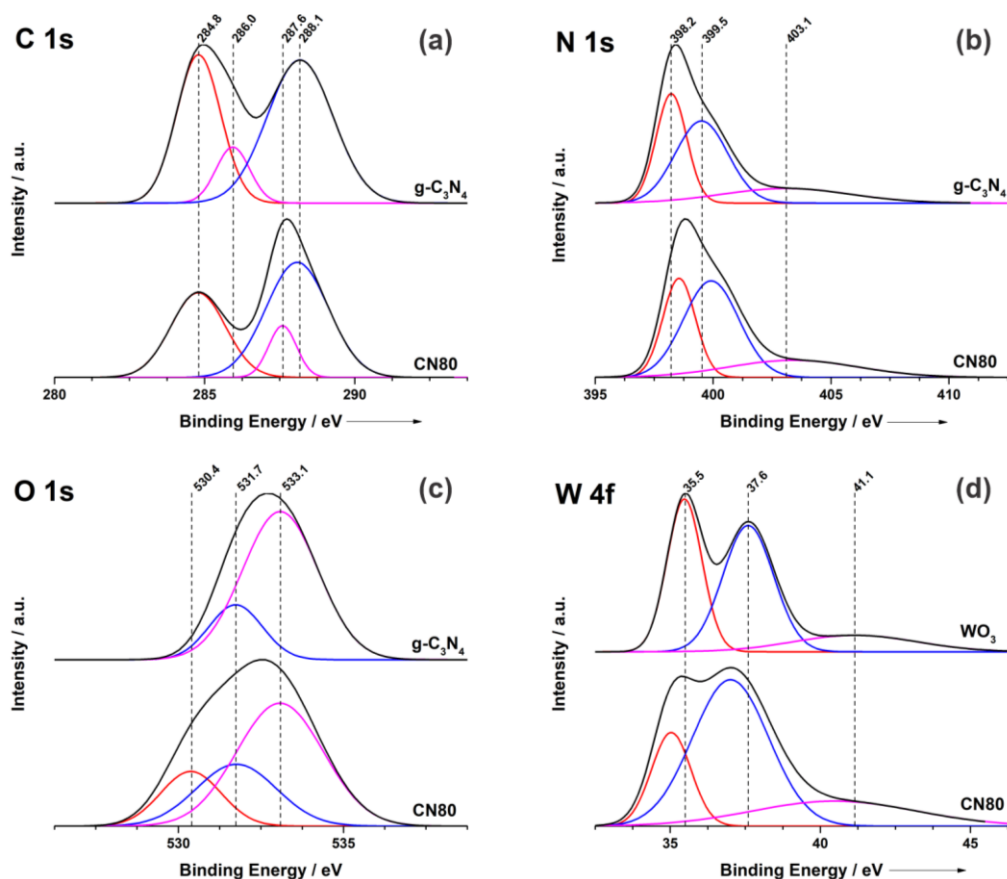 C 1s
284.8
286.0
287.6
288.1
(a)
g-C₃N₄
CN80
Intensity / a.u.
280
285
290
Binding Energy / eV
N 1s
398.2
399.5
403.1
(b)
g-C₃N₄
CN80
Intensity / a.u.
395
400
405
410
Binding Energy / eV
O 1s
530.4
531.7
533.1
(c)
g-C₃N₄
CN80
Intensity / a.u.
530
535
Binding Energy / eV
W 4f
35.5
37.6
41.1
(d)
WO₃
CN80
Intensity / a.u.
35
40
45
Binding Energy / eV